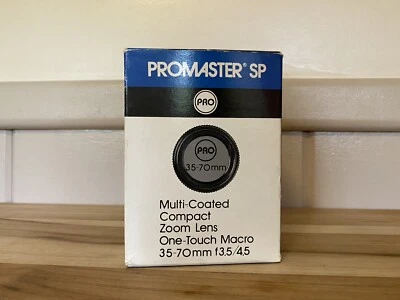 PROMASTER® SP
PRO
PRO
35-70mm
Multi-Coated
Compact
Zoom Lens
One-Touch Macro
35-70mm f3.5/4.5